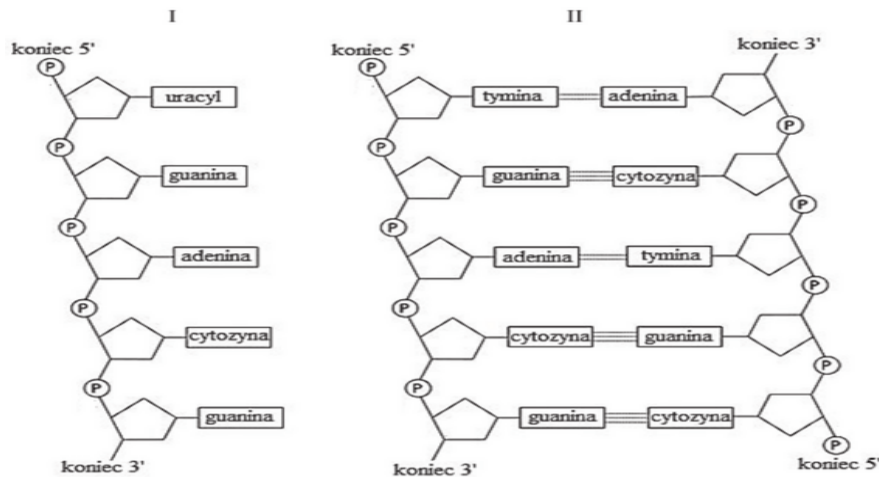 I
II
koniec 5'
koniec 5'
koniec 3'
P
P
uracyl
tymina
adenina
P
P
P
guanina
guanina
cytozyna
P
P
P
adenina
adenina
tymina
P
P
P
cytozyna
cytozyna
guanina
P
P
P
guanina
guanina
cytozyna
P
koniec 3'
koniec 3'
koniec 5'